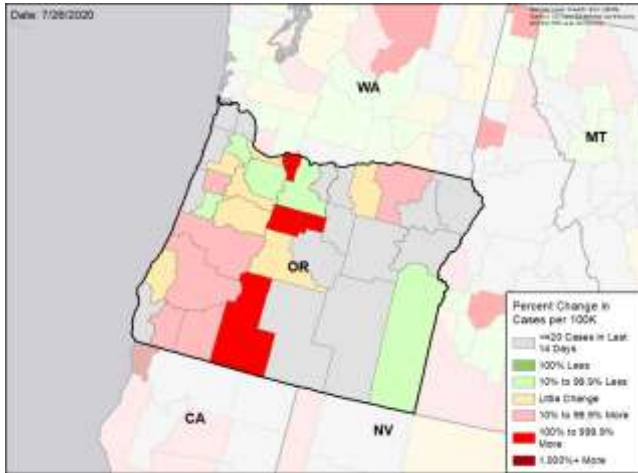 Date: 7/26/2020
WA
MT
OR
CA
NV
Percent Change in
Cases per 100K
<=20 Cases in Last
14 Days
100% Less
10% to 99.9% Less
Little Change
10% to 99.9% More
100% to 999.9%
More
1,000%+ More